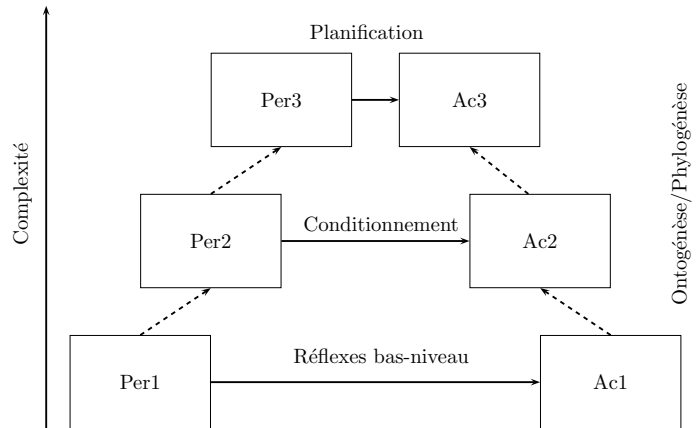 Planification
Per3
Ac3
Complexité
Ontogénèse/Phylogénèse
Conditionnement
Per2
Ac2
Réflexes bas-niveau
Per1
Ac1